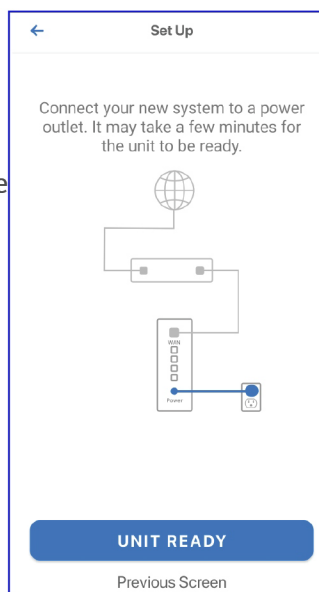 Set Up
Connect your new system to a power
outlet. It may take a few minutes for
the unit to be ready.
e
WAN
Power
UNIT READY
Previous Screen